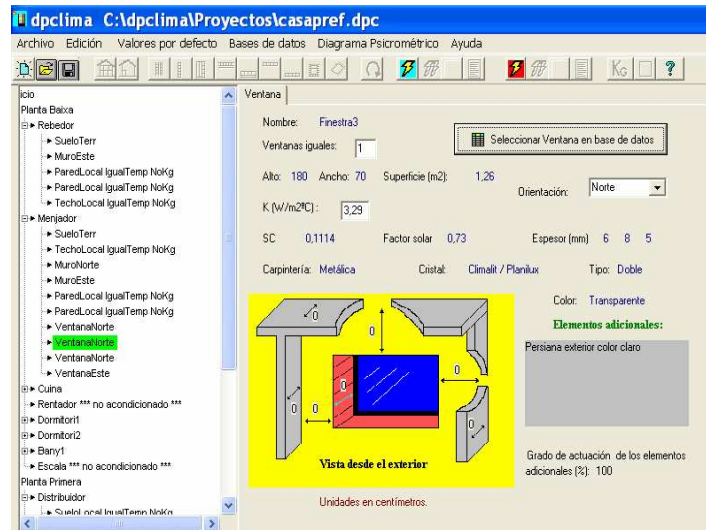 dpclima C:\dpclima\Proyectos\casapref.dpc
Archivo Edición Valores por defecto Bases de datos Diagrama Psicrométrico Ayuda
KG ?
icio
Planta Baixa
Rebedor
SueloTerr
MuroEste
ParedLocal IgualTemp NoKg
ParedLocal IgualTemp NoKg
TechoLocal IgualTemp NoKg
Menjador
SueloTerr
TechoLocal IgualTemp NoKg
MuroNorte
MuroEste
ParedLocal IgualTemp NoKg
ParedLocal IgualTemp NoKg
VentanaNorte
VentanaNorte
VentanaNorte
VentanaEste
Cuina
Rentador *** no acondicionado ***
Dormitori1
Dormitori2
Bany1
Escala *** no acondicionado ***
Planta Primera
Distribuidor
SueloLocal IgualTemp NoKg
Ventana
Nombre: Finestra3
Ventanas iguales: 1
Seleccionar Ventana en base de datos
Alto: 180 Ancho: 70 Superficie (m2): 1,26
Orientación: Norte
K (W/m2ºC) : 3,29
SC 0,1114 Factor solar 0,73 Espesor (mm) 6 8 5
Carpintería: Metálica Cristal: Climalit / Planilux Tipo: Doble
Color: Transparente
Elementos adicionales:
Persiana exterior color claro
0
0
0
0
0
0
0
Vista desde el exterior
Grado de actuación de los elementos
adicionales (%): 100
Unidades en centímetros.